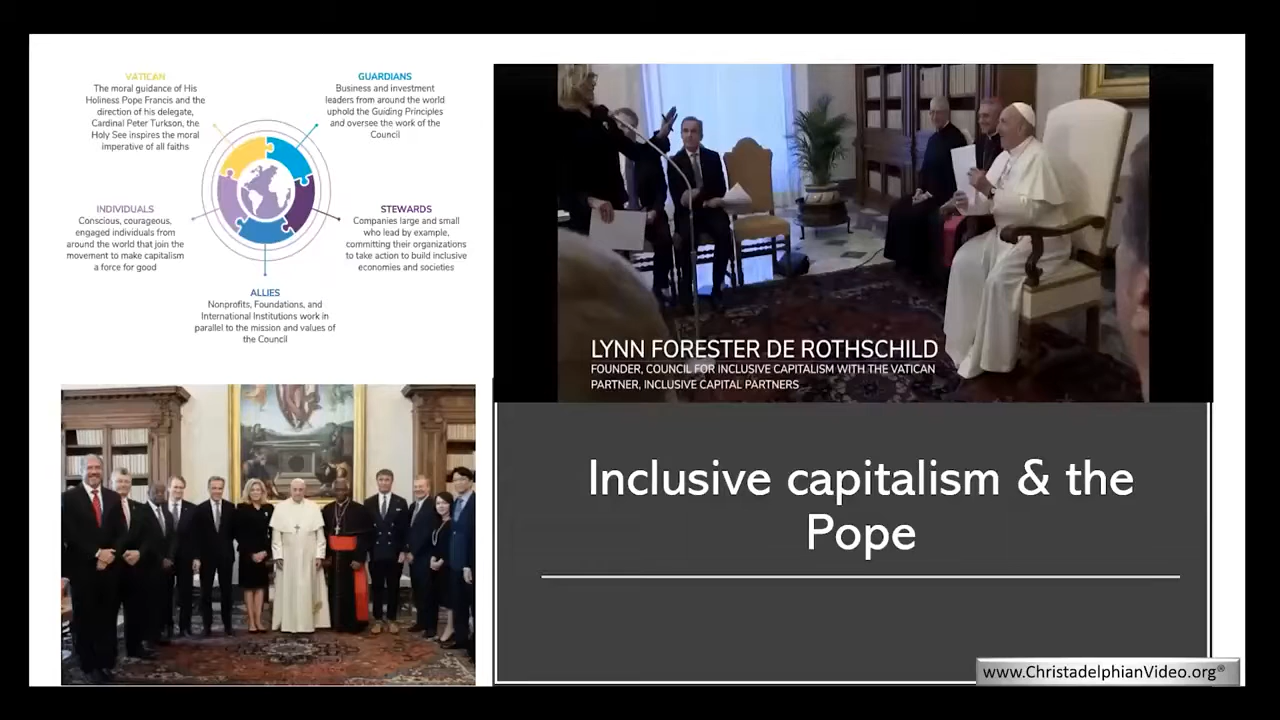 VATICAN
The moral guidance of His
Holiness Pope Francis and the
direction of his delegate,
Cardinal Peter Turkson, the
Holy See inspires the moral
imperative of all faiths
GUARDIANS
Business and investment
leaders from around the world
uphold the Guiding Principles
and oversee the work of the
Council
INDIVIDUALS
Conscious, courageous,
engaged individuals from
around the world that join the
movement to make capitalism
a force for good
STEWARDS
Companies large and small
who lead by example,
committing their organizations
to take action to build inclusive
economies and societies
ALLIES
Nonprofits, Foundations, and
International Institutions work in
parallel to the mission and values of
the Council
LYNN FORESTER DE ROTHSCHILD
FOUNDER, COUNCIL FOR INCLUSIVE CAPITALISM WITH THE VATICAN
PARTNER, INCLUSIVE CAPITAL PARTNERS
Inclusive capitalism & the
Pope
www.ChristadelphianVideo.org®